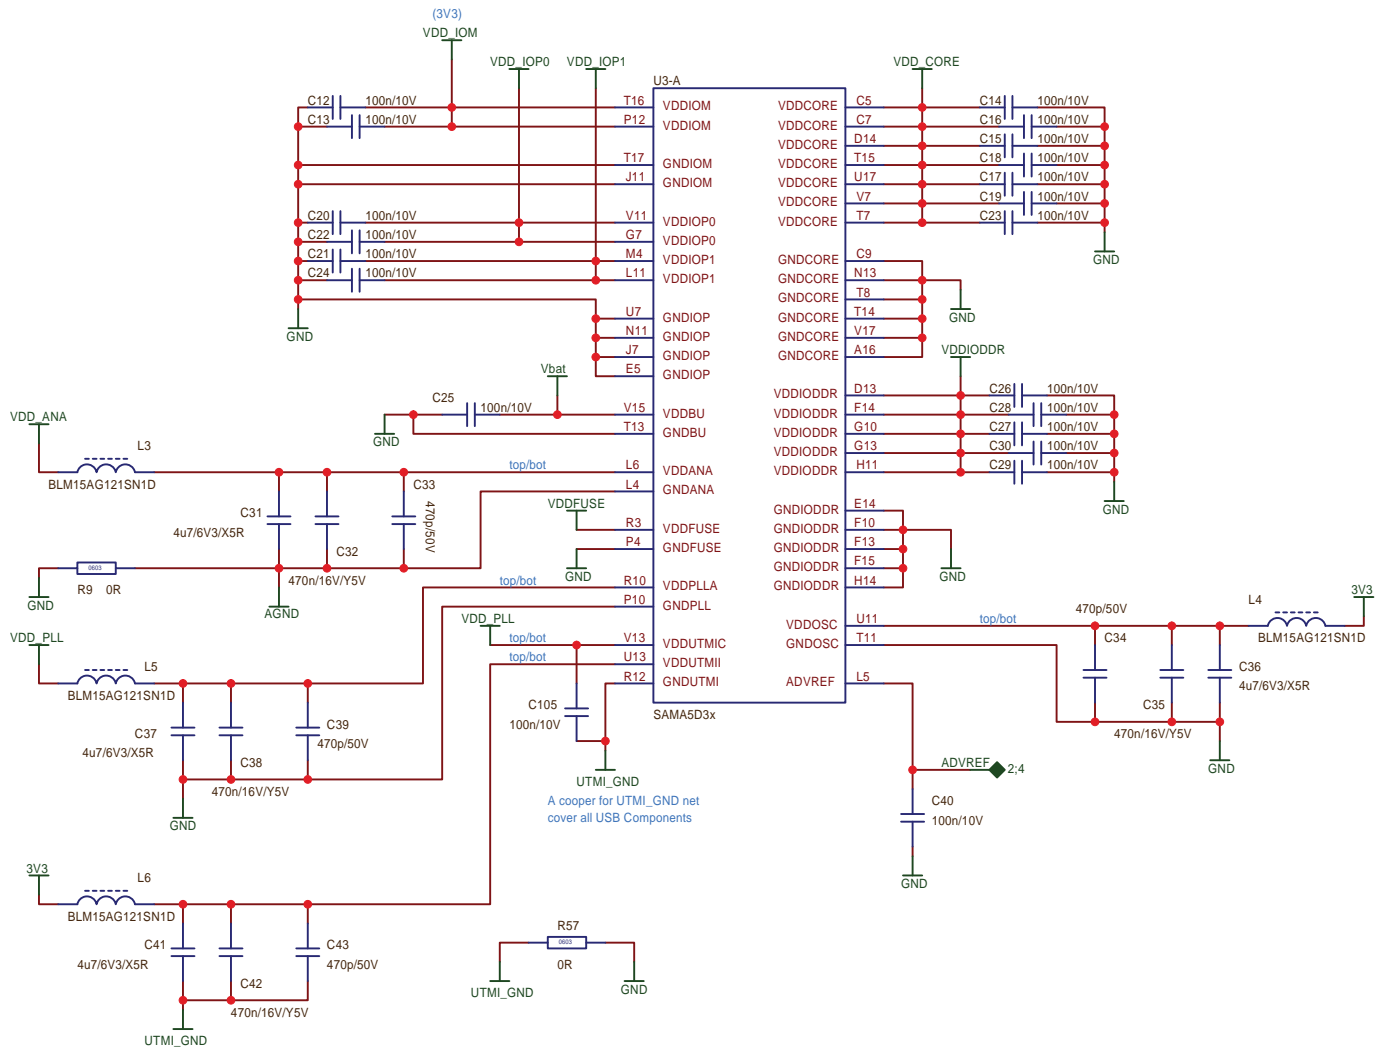 (3V3)
VDD_IOM
VDD_IOP0 VDD_IOP1 VDD_CORE
U3-A
C12 100n/10V T16 VDDIOM VDDCORE C5 C14 100n/10V
C13 100n/10V P12 VDDIOM VDDCORE C7 C16 100n/10V
VDDCORE D14 C15 100n/10V
T17 GNDIOM VDDCORE T15 C18 100n/10V
J11 GNDIOM VDDCORE U17 C17 100n/10V
VDDCORE V7 C19 100n/10V
C20 100n/10V V11 VDDIOP0 VDDCORE T7 C23 100n/10V
C22 100n/10V G7 VDDIOP0
C21 100n/10V M4 VDDIOP1 GNDCORE C9 GND
C24 100n/10V L11 VDDIOP1 GNDCORE N13
GNDCORE T8
U7 GNDIOP GNDCORE T14 GND
GND N11 GNDIOP GNDCORE V17
J7 GNDIOP GNDCORE A16 VDDIODDR
E5 GNDIOP
Vbat
VDDIODDR D13 C26 100n/10V
C25 100n/10V V15 VDDBU VDDIODDR F14 C28 100n/10V
VDD_ANA GND T13 GNDBU VDDIODDR G10 C27 100n/10V
L3 VDDIODDR G13 C30 100n/10V
top/bot L6 VDDANA VDDIODDR H11 C29 100n/10V
BLM15AG121SN1D C33 L4 GNDANA
VDDFUSE GNDIODDR E14 GND
C31 470p/50V R3 VDDFUSE GNDIODDR F10
4u7/6V3/X5R
C32 P4 GNDFUSE GNDIODDR F13
0603 470n/16V/Y5V GND GNDIODDR F15 GND
R9 0R top/bot R10 VDDPLLA GNDIODDR H14
GND AGND P10 GNDPLL
VDD_PLL VDDOSC U11 top/bot 470p/50V L4 3V3
VDD_PLL top/bot V13 VDDUTMIC GNDOSC T11 C34 BLM15AG121SN1D
L5 top/bot U13 VDDUTMII
BLM15AG121SN1D R12 GNDUTMI ADVREF L5 C36
4u7/6V3/X5R
C105 C35
SAMA5D3x
C37 C39 100n/10V 470n/16V/Y5V
4u7/6V3/X5R 470p/50V
C38 ADVREF 2;4 GND
470n/16V/Y5V UTMI_GND
GND A cooper for UTMI_GND net C40
cover all USB Components 100n/10V
3V3 L6 GND
BLM15AG121SN1D
R57
C41 C43 0603
4u7/6V3/X5R 470p/50V 0R
C42 UTMI_GND GND
470n/16V/Y5V
UTMI_GND